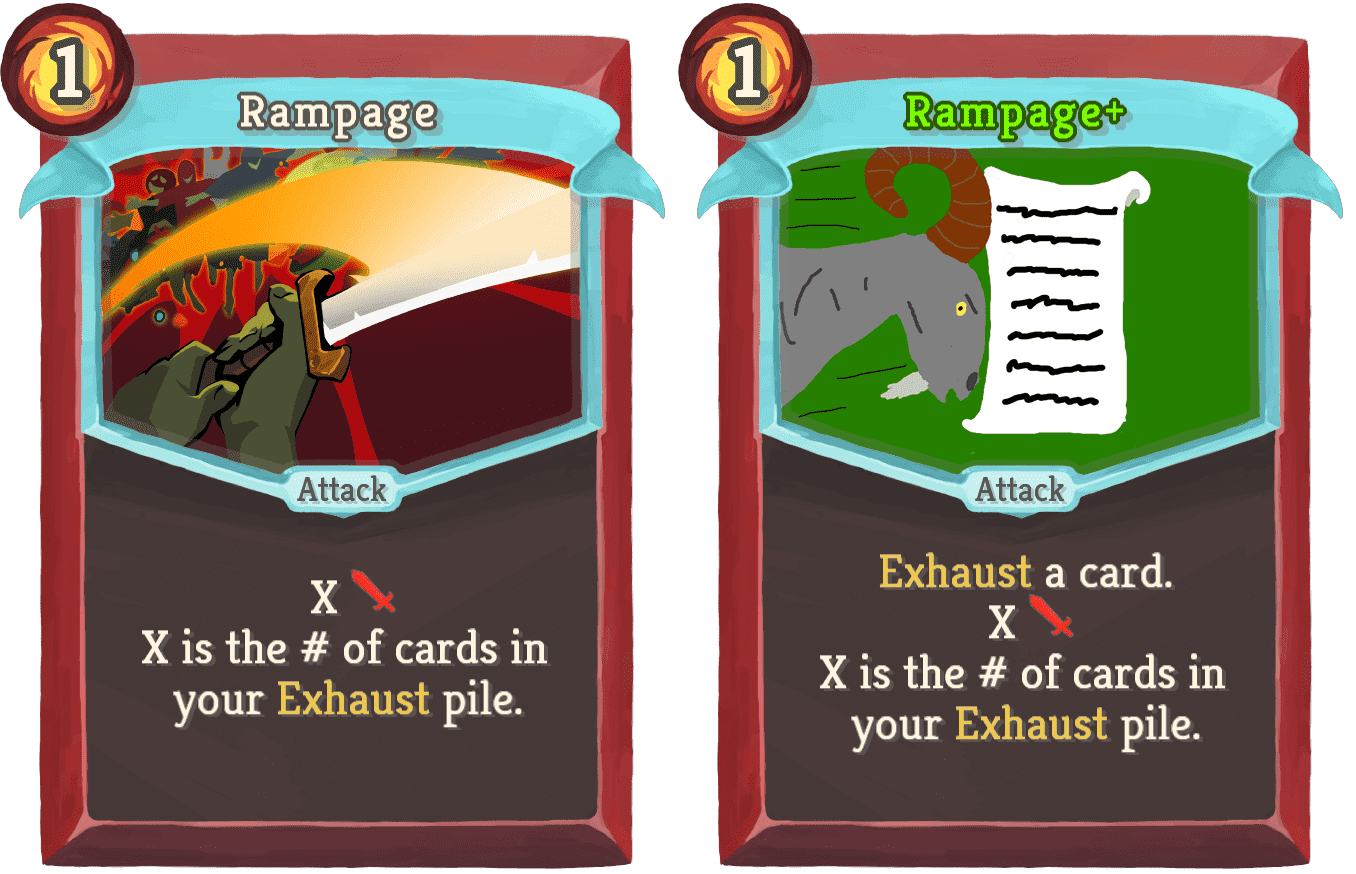 1
Rampage
Attack
X
X is the # of cards in
your Exhaust pile.
1
Rampage+
Attack
Exhaust a card.
X
X is the # of cards in
your Exhaust pile.